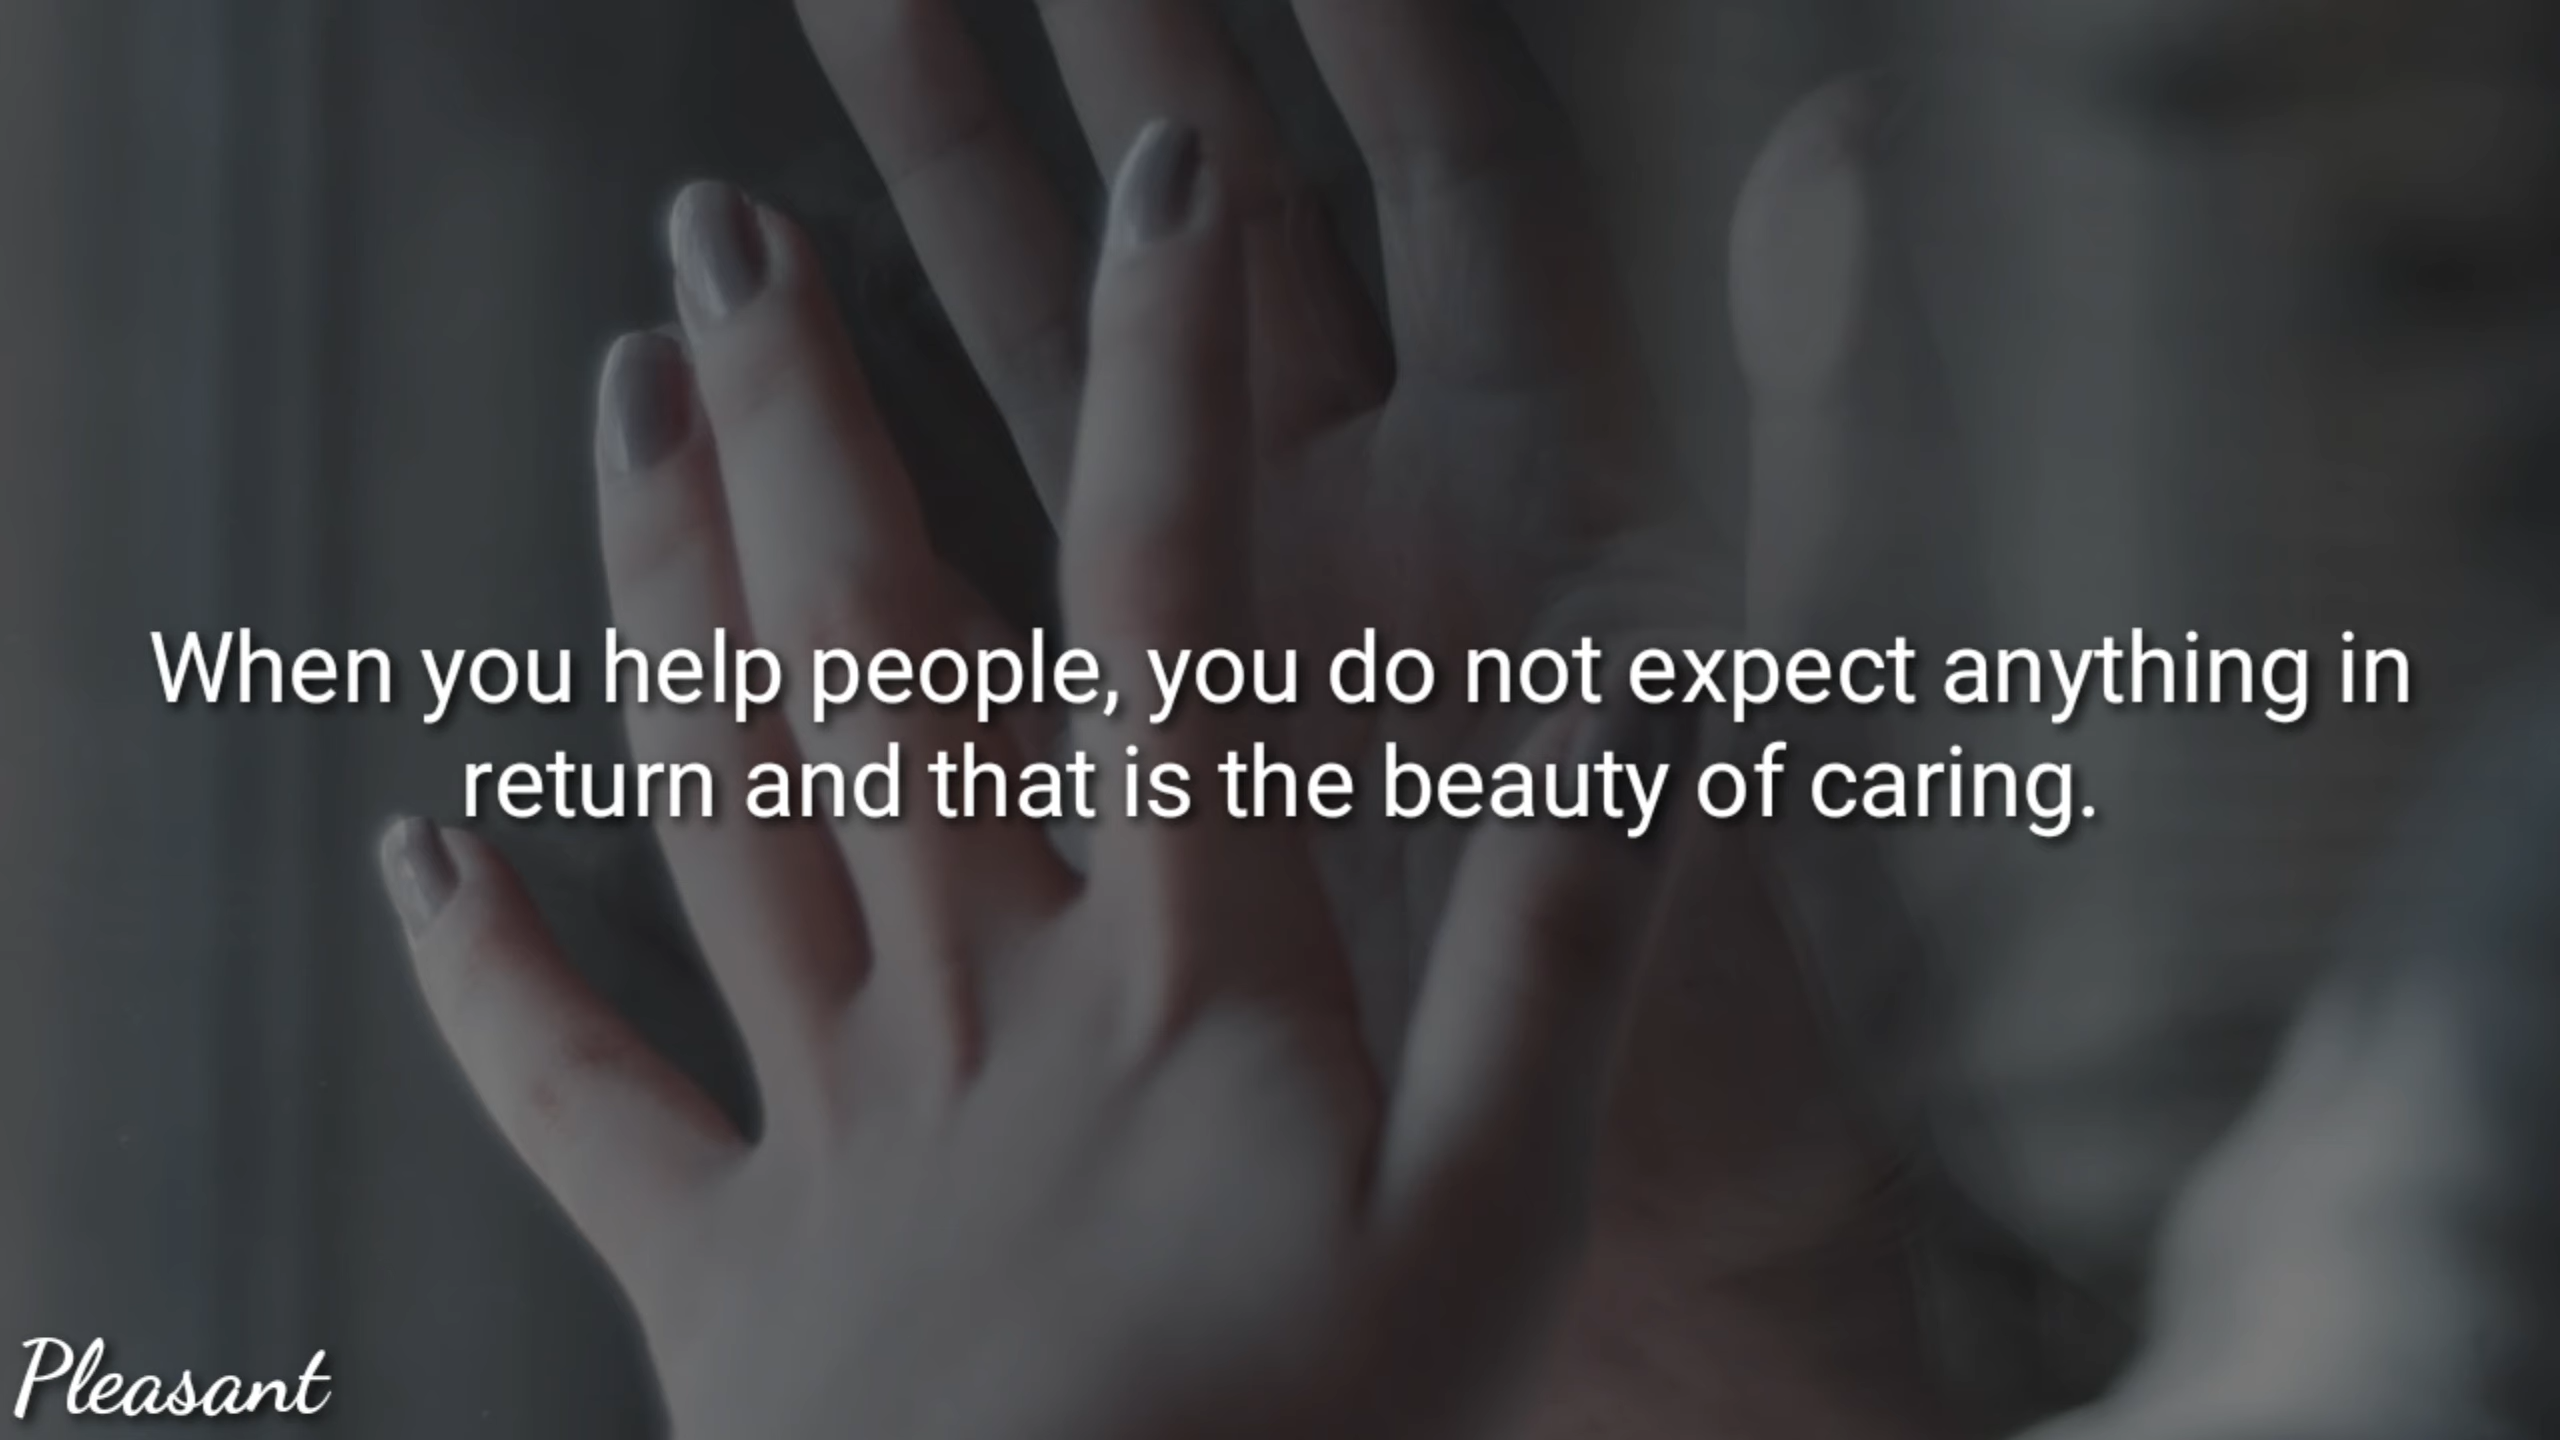 When you help people, you do not expect anything in
return and that is the beauty of caring.
Pleasant